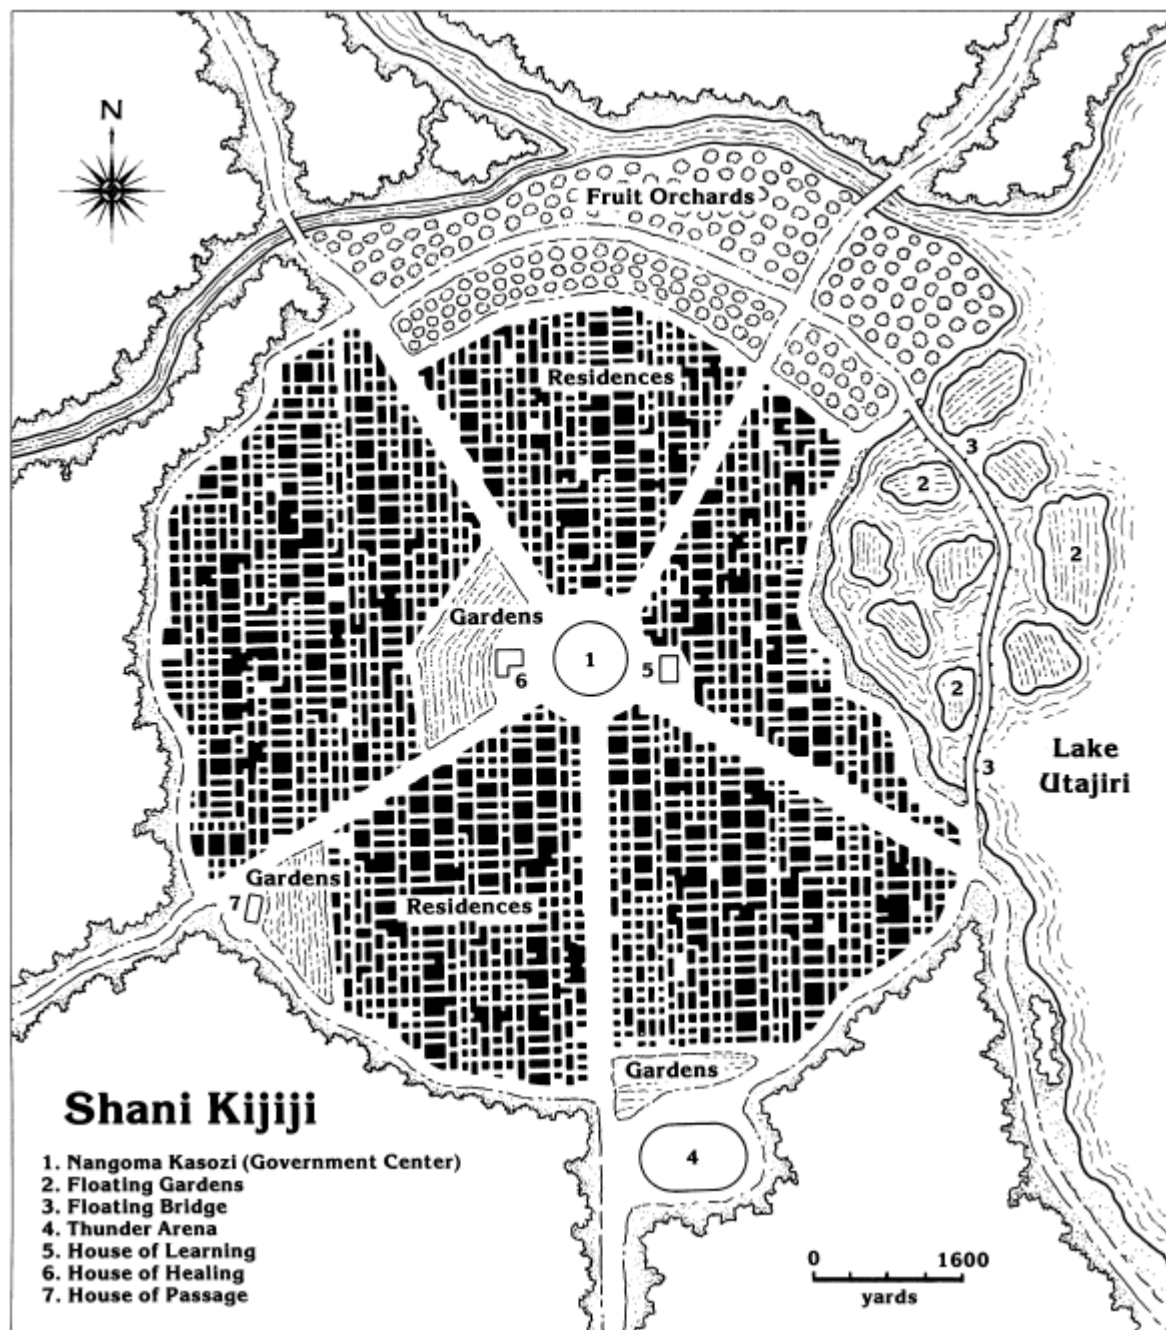 N
Fruit Orchards
Residences
3
2
2
Gardens
1
5
6
2
Lake
Utajiri
3
Gardens
7
Residences
Gardens
4
Shani Kijiji
1. Nangoma Kasozi (Government Center)
2. Floating Gardens
3. Floating Bridge
4. Thunder Arena
5. House of Learning
6. House of Healing
7. House of Passage
0 1600
yards